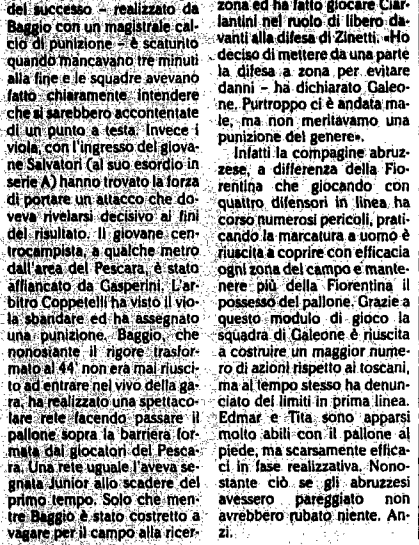 del successo – realizzato da
Baggio con un magistrale cal-
cio di punizione – è scaturito
quando mancavano tre minuti
alla fine e le squadre avevano
fatto chiaramente intendere
che si sarebbero accontentate
di un punto a testa. Invece i
viola, con l'ingresso del giova-
ne Salvatori (al suo esordio in
serie A) hanno trovato la forza
di portare un attacco che do-
veva rivelarsi decisivo ai fini
del risultato. Il giovane cen-
trocampista, a qualche metro
dall'area del Pescara, è stato
affiancato da Gasperini. L'ar-
bitro Coppetelli ha visto il vio-
la sbandare ed ha assegnato
una punizione. Baggio, che
nonostante il rigore trasfor-
mato al 44' non era mai riusci-
to ad entrare nel vivo della ga-
ra, ha realizzato una spettaco-
lare rete facendo passare il
pallone sopra la barriera for-
mata dai giocatori del Pesca-
ra. Una rete uguale l'aveva se-
gnata Junior allo scadere del
primo tempo. Solo che men-
tre Baggio è stato costretto a
vagare per il campo alla ricer-
zona ed ha fatto giocare Ciar-
lantini nel ruolo di libero da-
vanti alla difesa di Zinetti. «Ho
deciso di mettere da una parte
la difesa a zona per evitare
danni – ha dichiarato Galeo-
ne. Purtroppo ci è andata ma-
le, ma non meritavamo una
punizione del genere».
Infatti la compagine abruz-
zese, a differenza della Fio-
rentina che giocando con
quattro difensori in linea ha
corso numerosi pericoli, prati-
cando la marcatura a uomo è
riuscita a coprire con efficacia
ogni zona del campo e mante-
nere più della Fiorentina il
possesso del pallone. Grazie a
questo modulo di gioco la
squadra di Galeone è riuscita
a costruire un maggior nume-
ro di azioni rispetto ai toscani,
ma al tempo stesso ha denun-
ciato dei limiti in prima linea.
Edmar e Tita sono apparsi
molto abili con il pallone al
piede, ma scarsamente effica-
ci in fase realizzativa. Nono-
stante ciò se gli abruzzesi
avessero pareggiato non
avrebbero rubato niente. An-
zi.